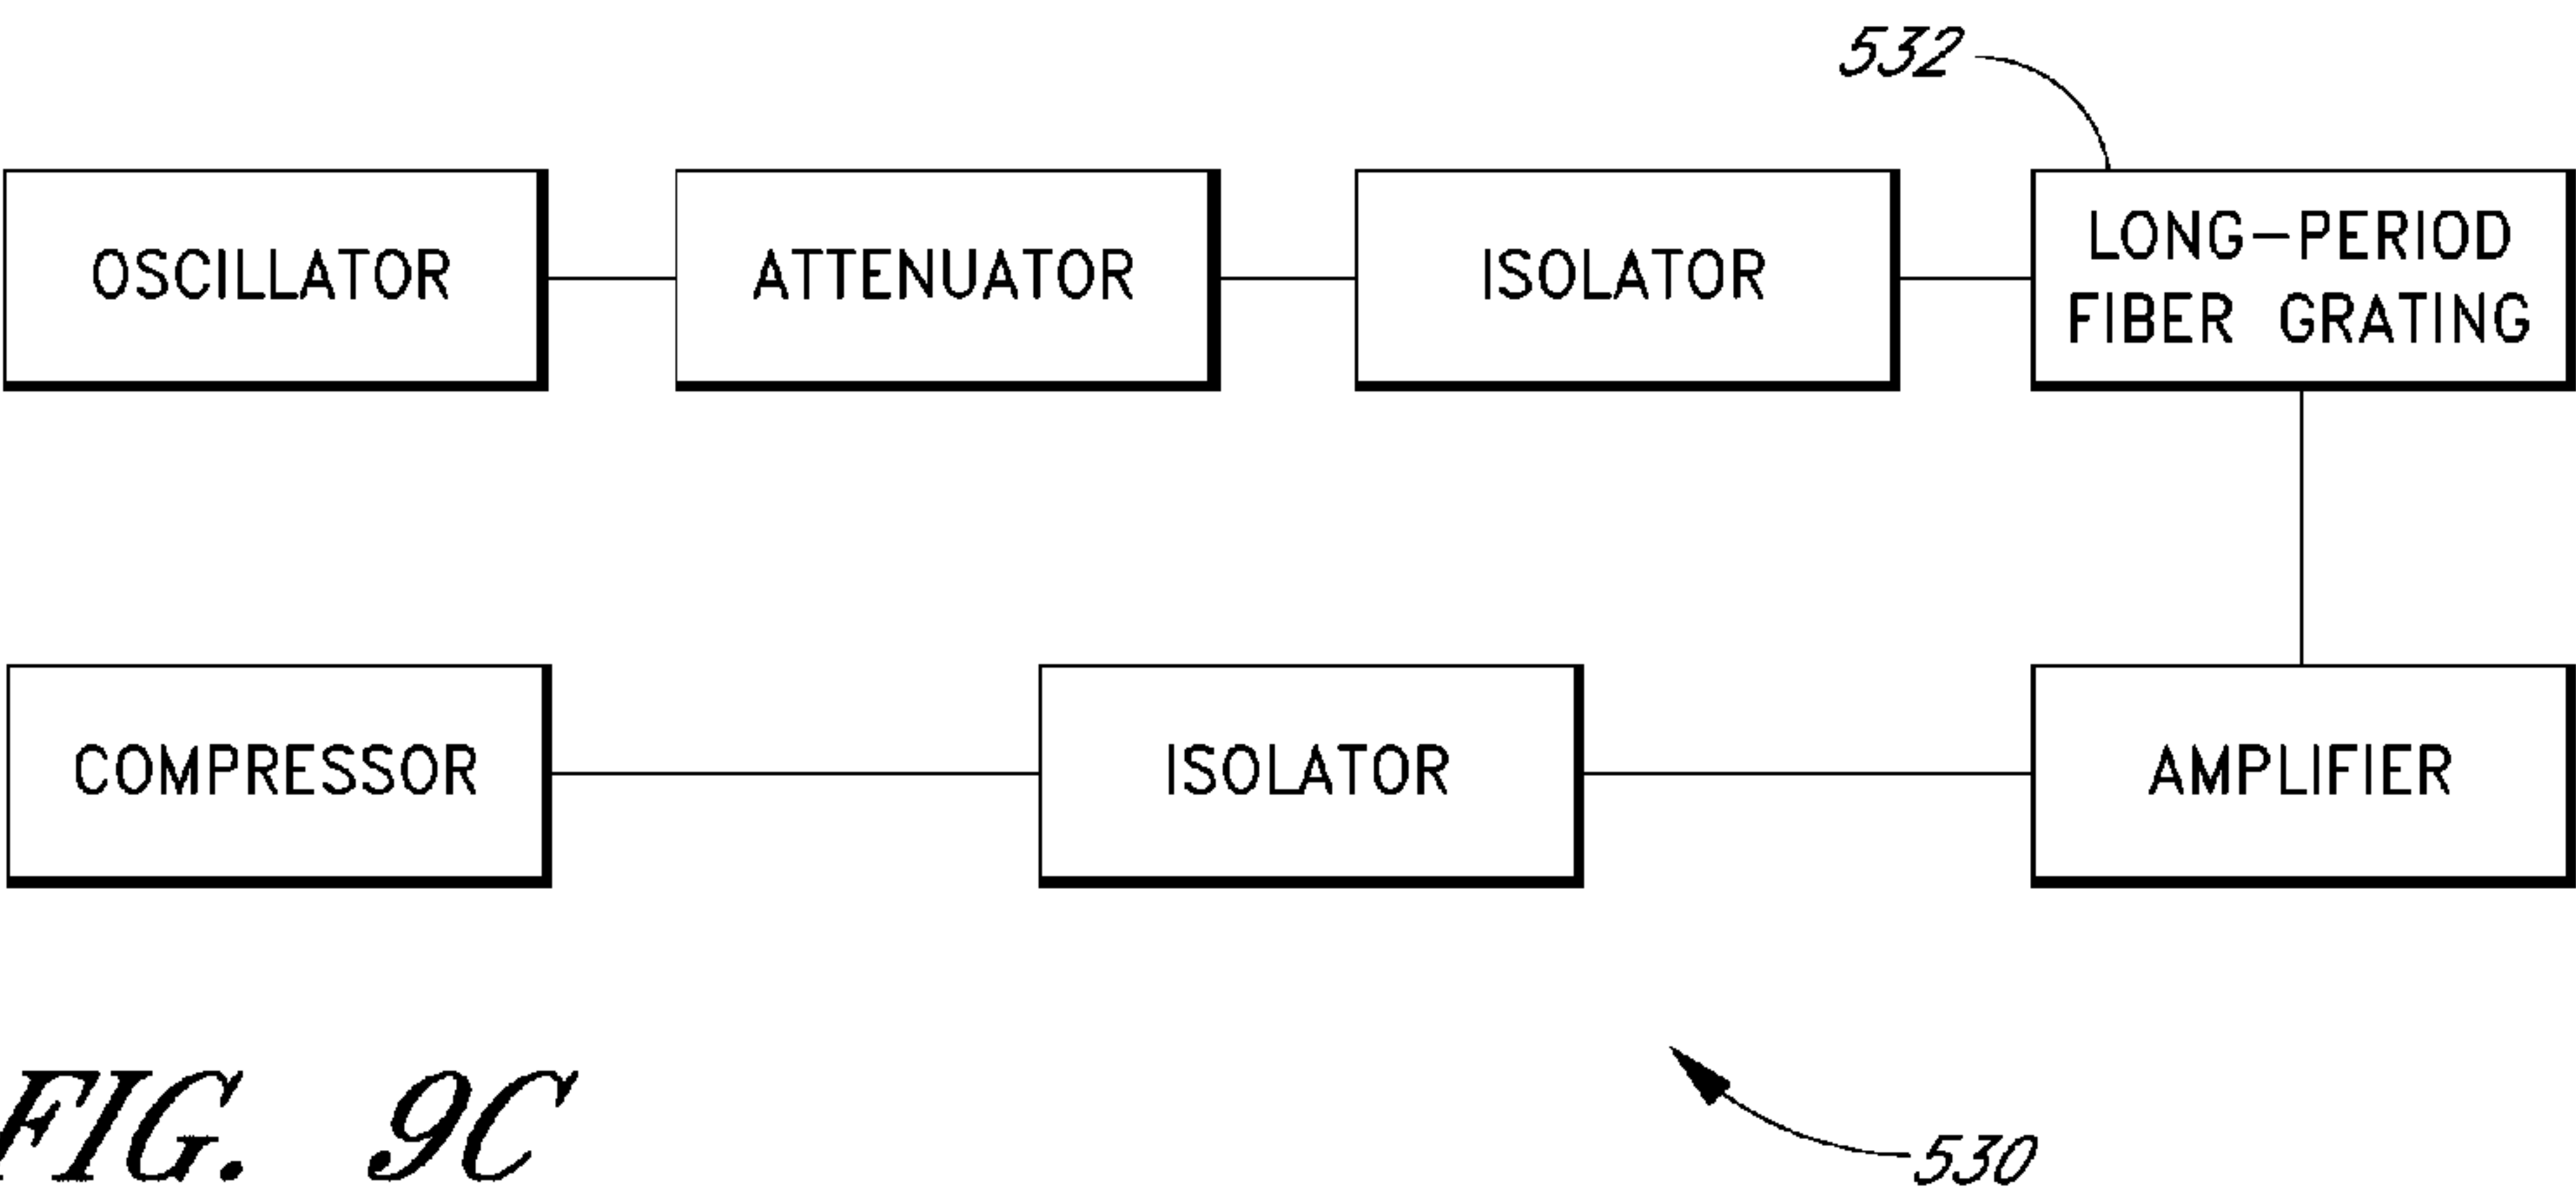 532
OSCILLATOR
ATTENUATOR
ISOLATOR
LONG-PERIOD
FIBER GRATING
COMPRESSOR
ISOLATOR
AMPLIFIER
FIG. 9C
530